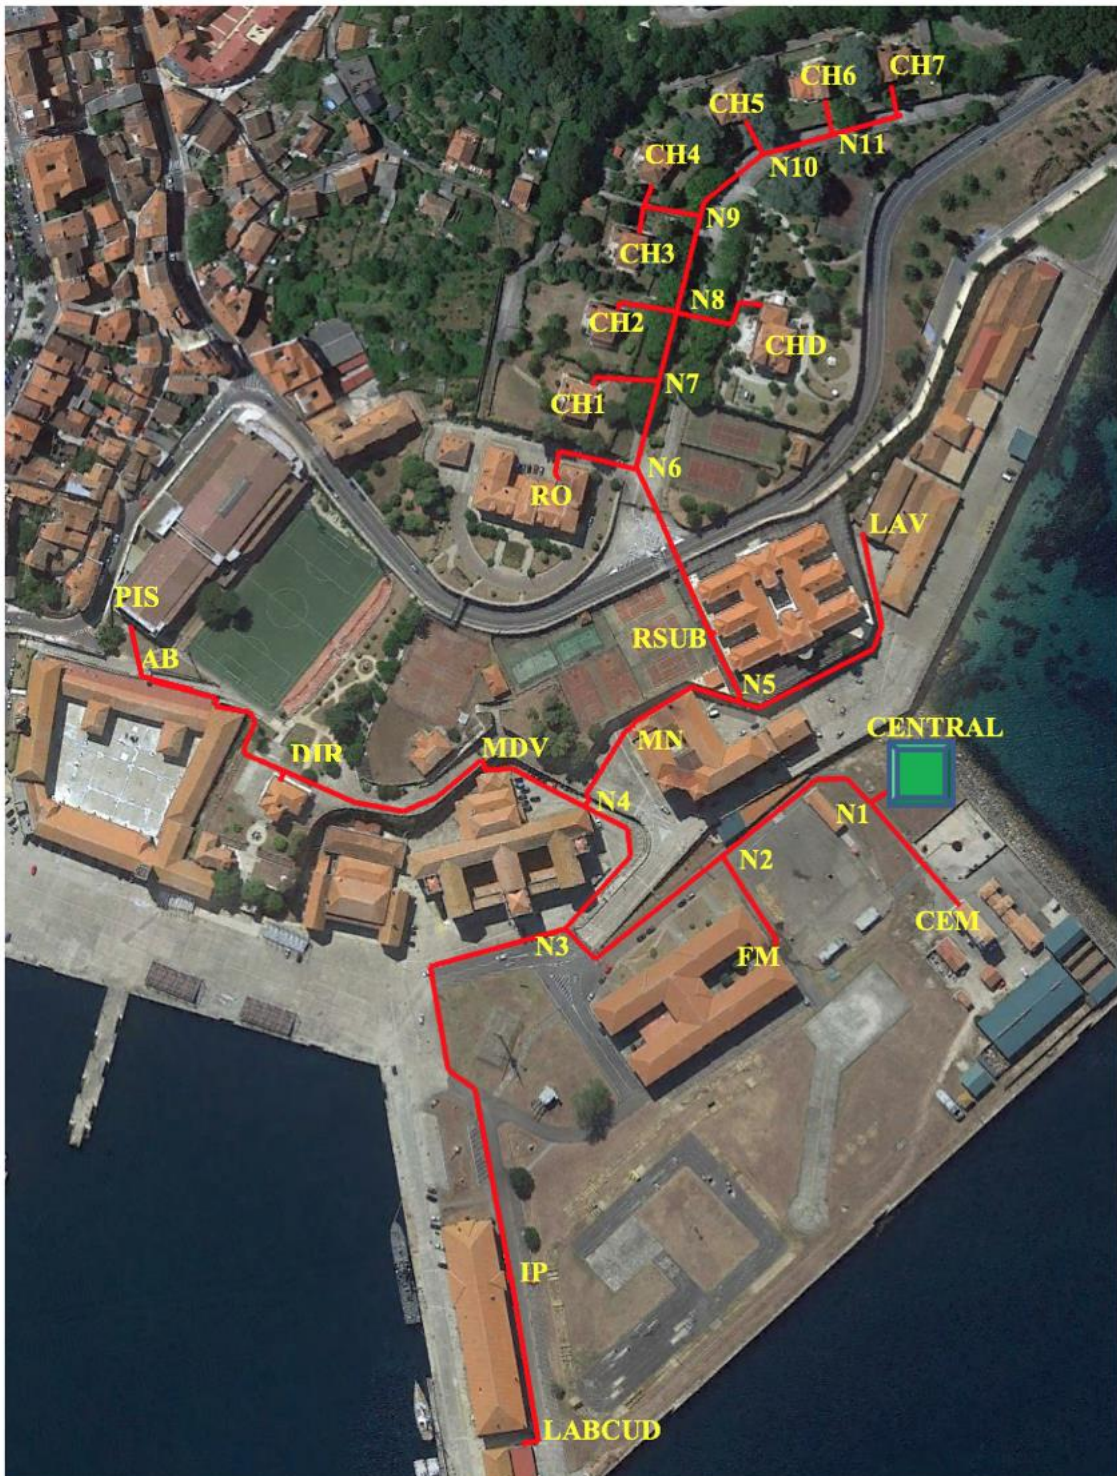 CH7
CH6
CH5
N11
CH4
N10
N9
CH3
N8
CH2
CHD
N7
CH1
N6
RO
LAV
PIS
RSUB
AB
N5
CENTRAL
MN
DIR
MDV
N4
N1
N2
CEM
N3
FM
IP
LABCUD